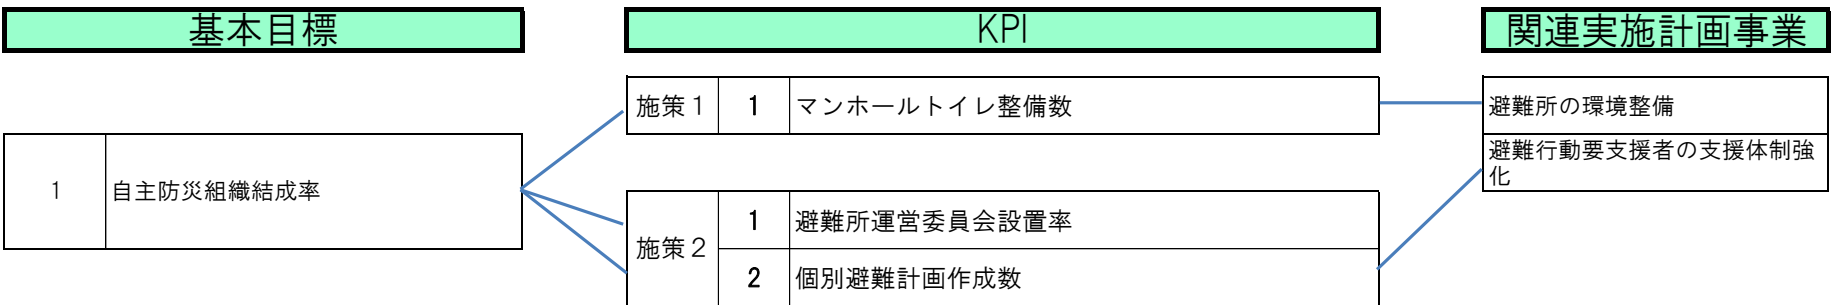 基本目標
KPI
関連実施計画事業
施策1 1 マンホールトイレ整備数
避難所の環境整備
避難行動要支援者の支援体制強
化
1 自主防災組織結成率
施策2
1 避難所運営委員会設置率
2 個別避難計画作成数